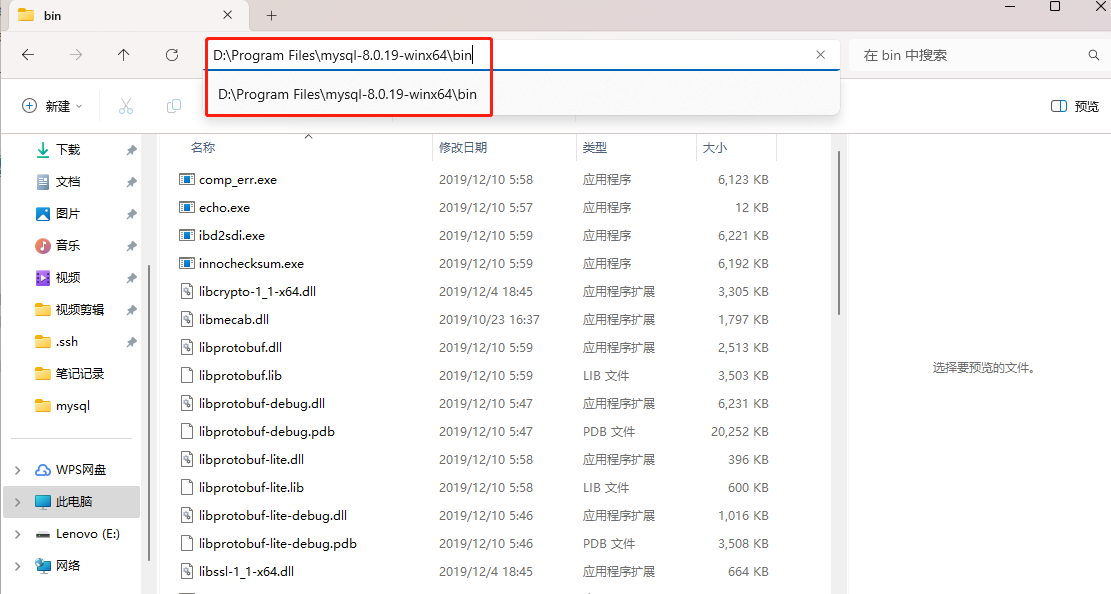 bin
D:\Program Files\mysql-8.0.19-winx64\bin
在 bin 中搜索
D:\Program Files\mysql-8.0.19-winx64\bin
新建
预览
下载
文档
图片
音乐
视频
视频剪辑
.ssh
笔记记录
mysql
WPS网盘
此电脑
Lenovo (E:)
网络
名称 修改日期 类型 大小
comp_err.exe 2019/12/10 5:58 应用程序 6,123 KB
echo.exe 2019/12/10 5:57 应用程序 12 KB
ibd2sdi.exe 2019/12/10 5:59 应用程序 6,221 KB
innochecksum.exe 2019/12/10 5:59 应用程序 6,192 KB
libcrypto-1_1-x64.dll 2019/12/4 18:45 应用程序扩展 3,305 KB
libmecab.dll 2019/10/23 16:37 应用程序扩展 1,797 KB
libprotobuf.dll 2019/12/10 5:59 应用程序扩展 2,513 KB
libprotobuf.lib 2019/12/10 5:59 LIB 文件 3,503 KB
libprotobuf-debug.dll 2019/12/10 5:47 应用程序扩展 6,231 KB
libprotobuf-debug.pdb 2019/12/10 5:47 PDB 文件 20,252 KB
libprotobuf-lite.dll 2019/12/10 5:58 应用程序扩展 396 KB
libprotobuf-lite.lib 2019/12/10 5:58 LIB 文件 600 KB
libprotobuf-lite-debug.dll 2019/12/10 5:46 应用程序扩展 1,016 KB
libprotobuf-lite-debug.pdb 2019/12/10 5:46 PDB 文件 3,508 KB
libssl-1_1-x64.dll 2019/12/4 18:45 应用程序扩展 664 KB
选择要预览的文件。